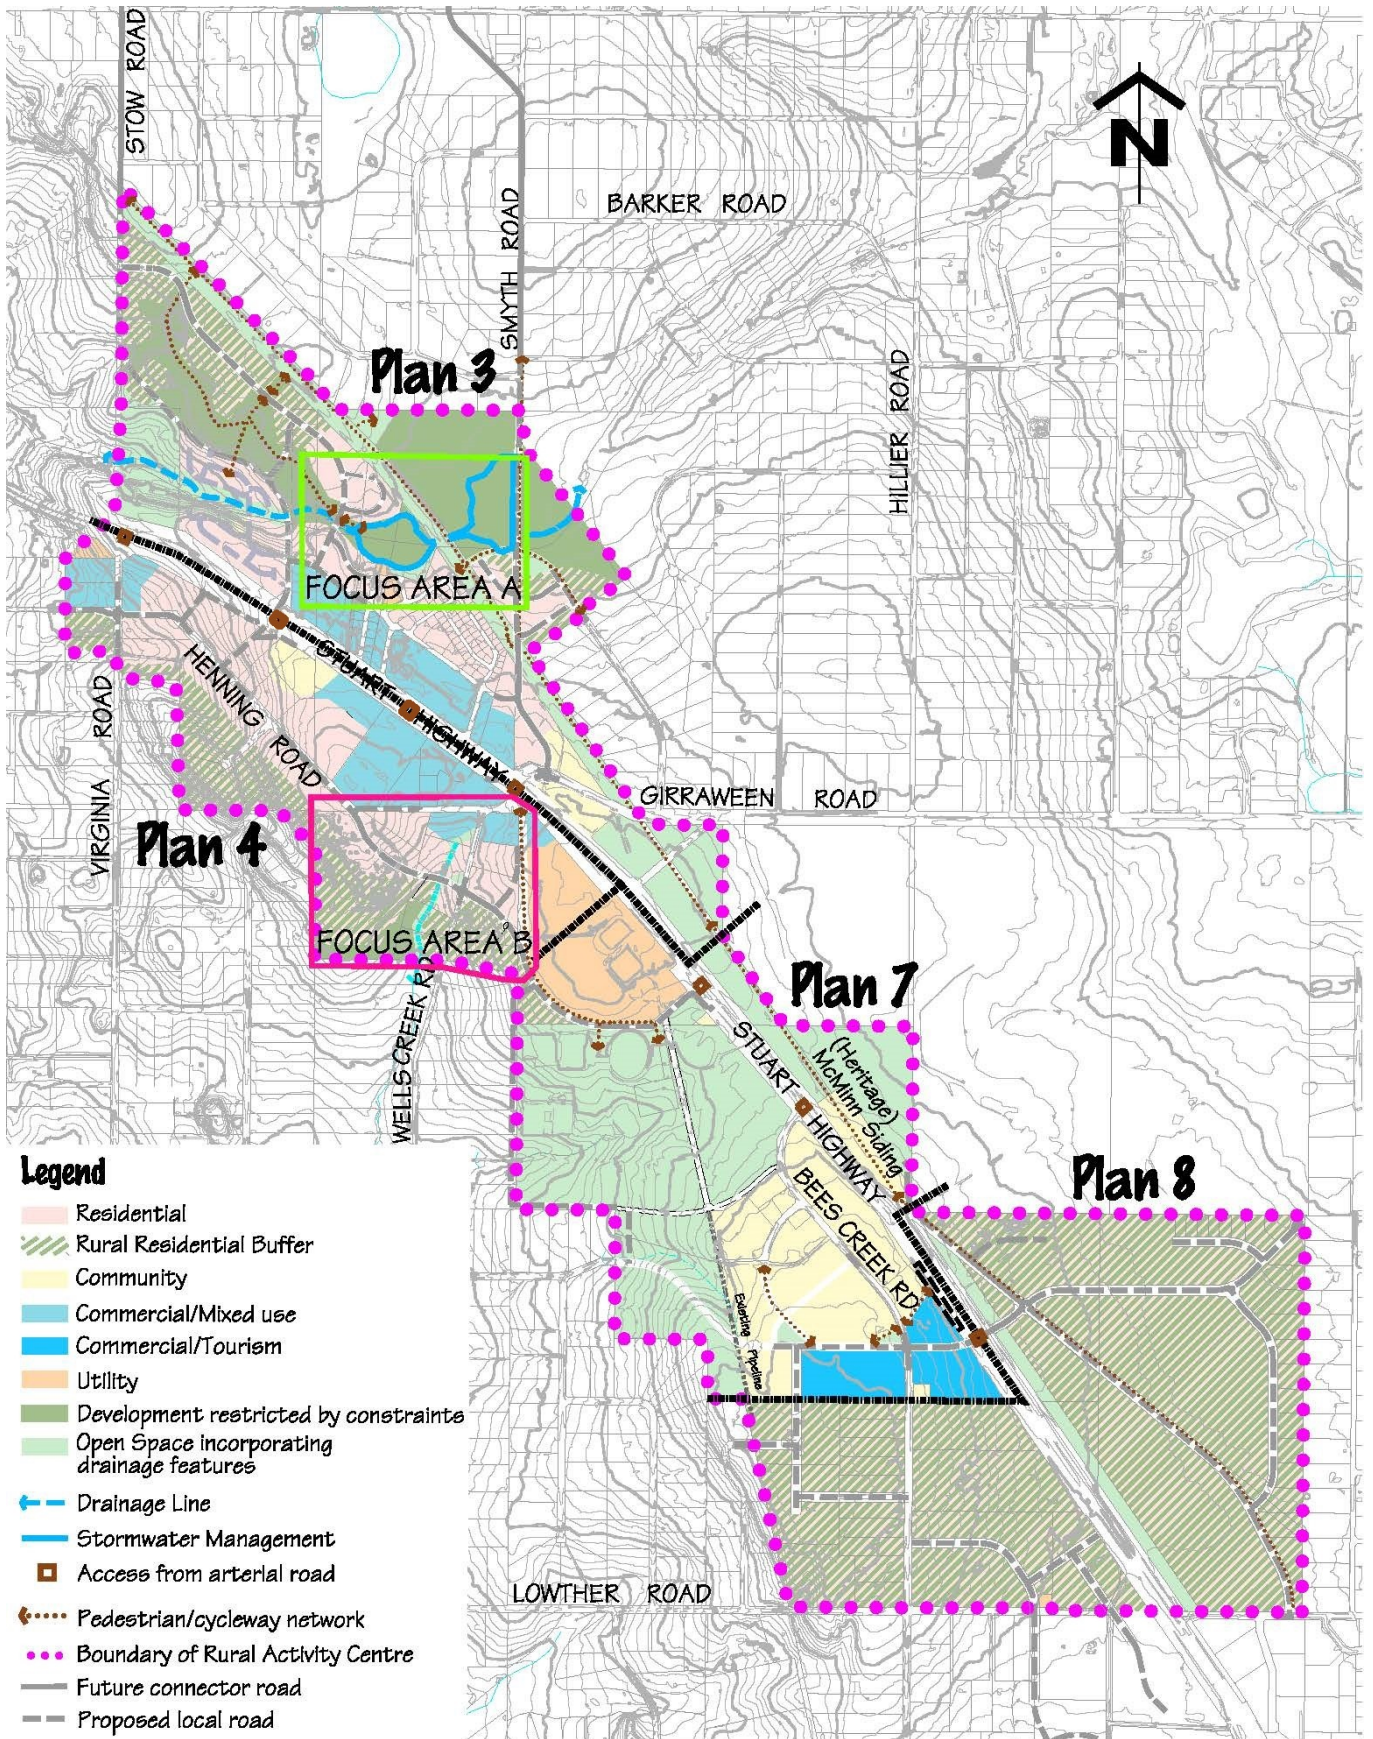 STOW ROAD
N
SMYTH ROAD
BARKER ROAD
Plan 3
HILLIER ROAD
FOCUS AREA A
STUART HIGHWAY
HENNING ROAD
VIRGINIA ROAD
GIRRAWEEN ROAD
Plan 4
FOCUS AREA B
WELLS CREEK RD
Plan 7
STUART HIGHWAY
(Heritage)
McMinn Siding
BEES CREEK RD
Plan 8
Existing Pipeline
LOWTHER ROAD
Legend
Residential
Rural Residential Buffer
Community
Commercial/Mixed use
Commercial/Tourism
Utility
Development restricted by constraints
Open Space incorporating
drainage features
Drainage Line
Stormwater Management
Access from arterial road
Pedestrian/cycleway network
Boundary of Rural Activity Centre
Future connector road
Proposed local road